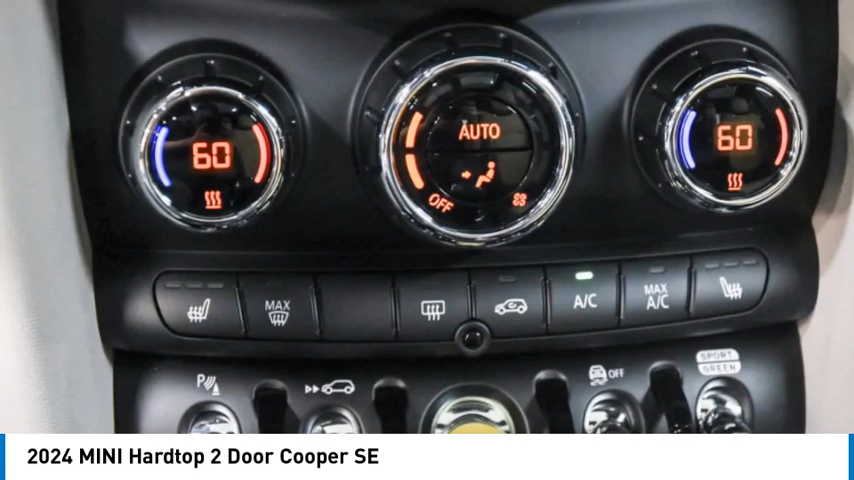 60
AUTO
OFF
60
MAX
A/C
MAX
A/C
P
OFF
SPORT
GREEN
2024 MINI Hardtop 2 Door Cooper SE